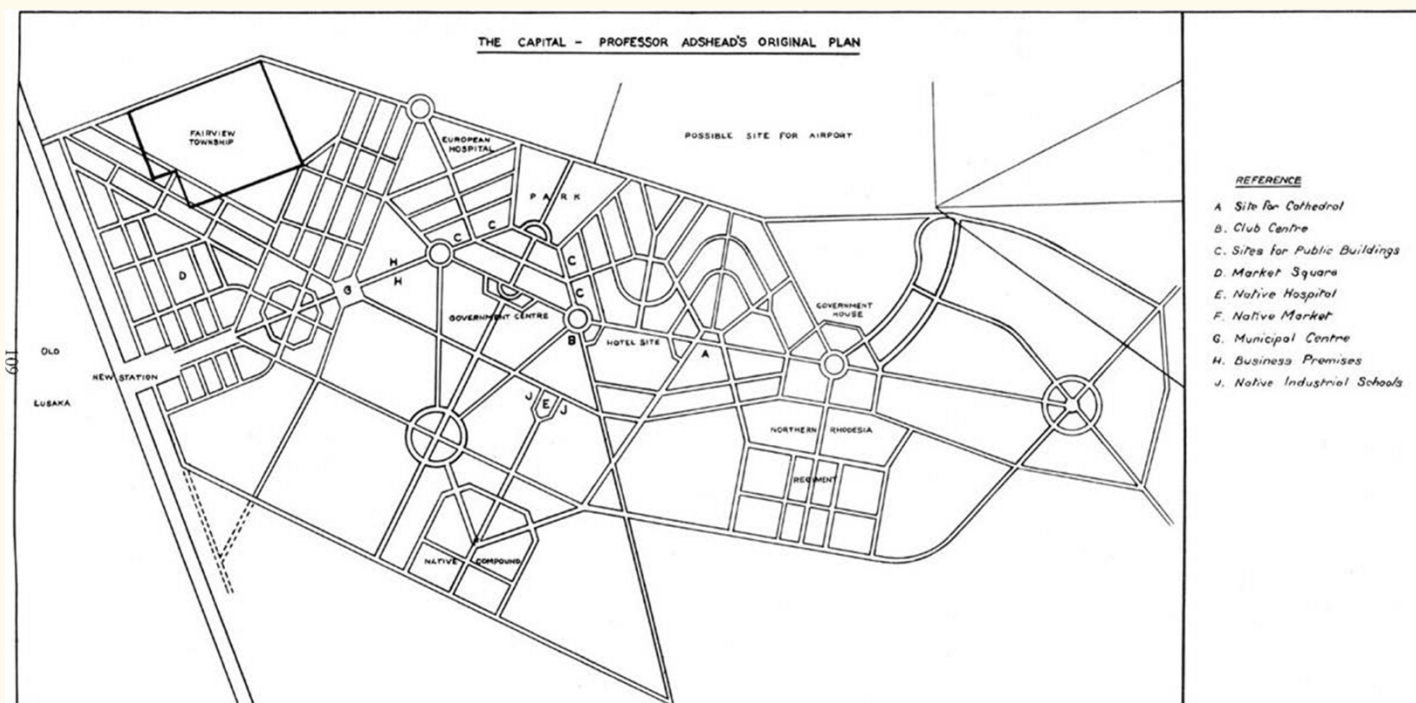 THE CAPITAL - PROFESSOR ADSHEAD'S ORIGINAL PLAN
FAIRVIEW
TOWNSHIP
EUROPEAN
HOSPITAL
POSSIBLE SITE FOR AIRPORT
PARK
C
C
H
H
C
C
D
G
GOVERNMENT CENTRE
B
HOTEL SITE
A
GOVERNMENT
HOUSE
OLD
LUSAKA
NEW STATION
J
E
J
NORTHERN RHODESIA
REGIMENT
NATIVE COMPOUND
109
REFERENCE
A Site for Cathedral
B. Club Centre
C. Sites for Public Buildings
D. Market Square
E. Native Hospital
F. Native Market
G. Municipal Centre
H. Business Premises
J. Native Industrial Schools